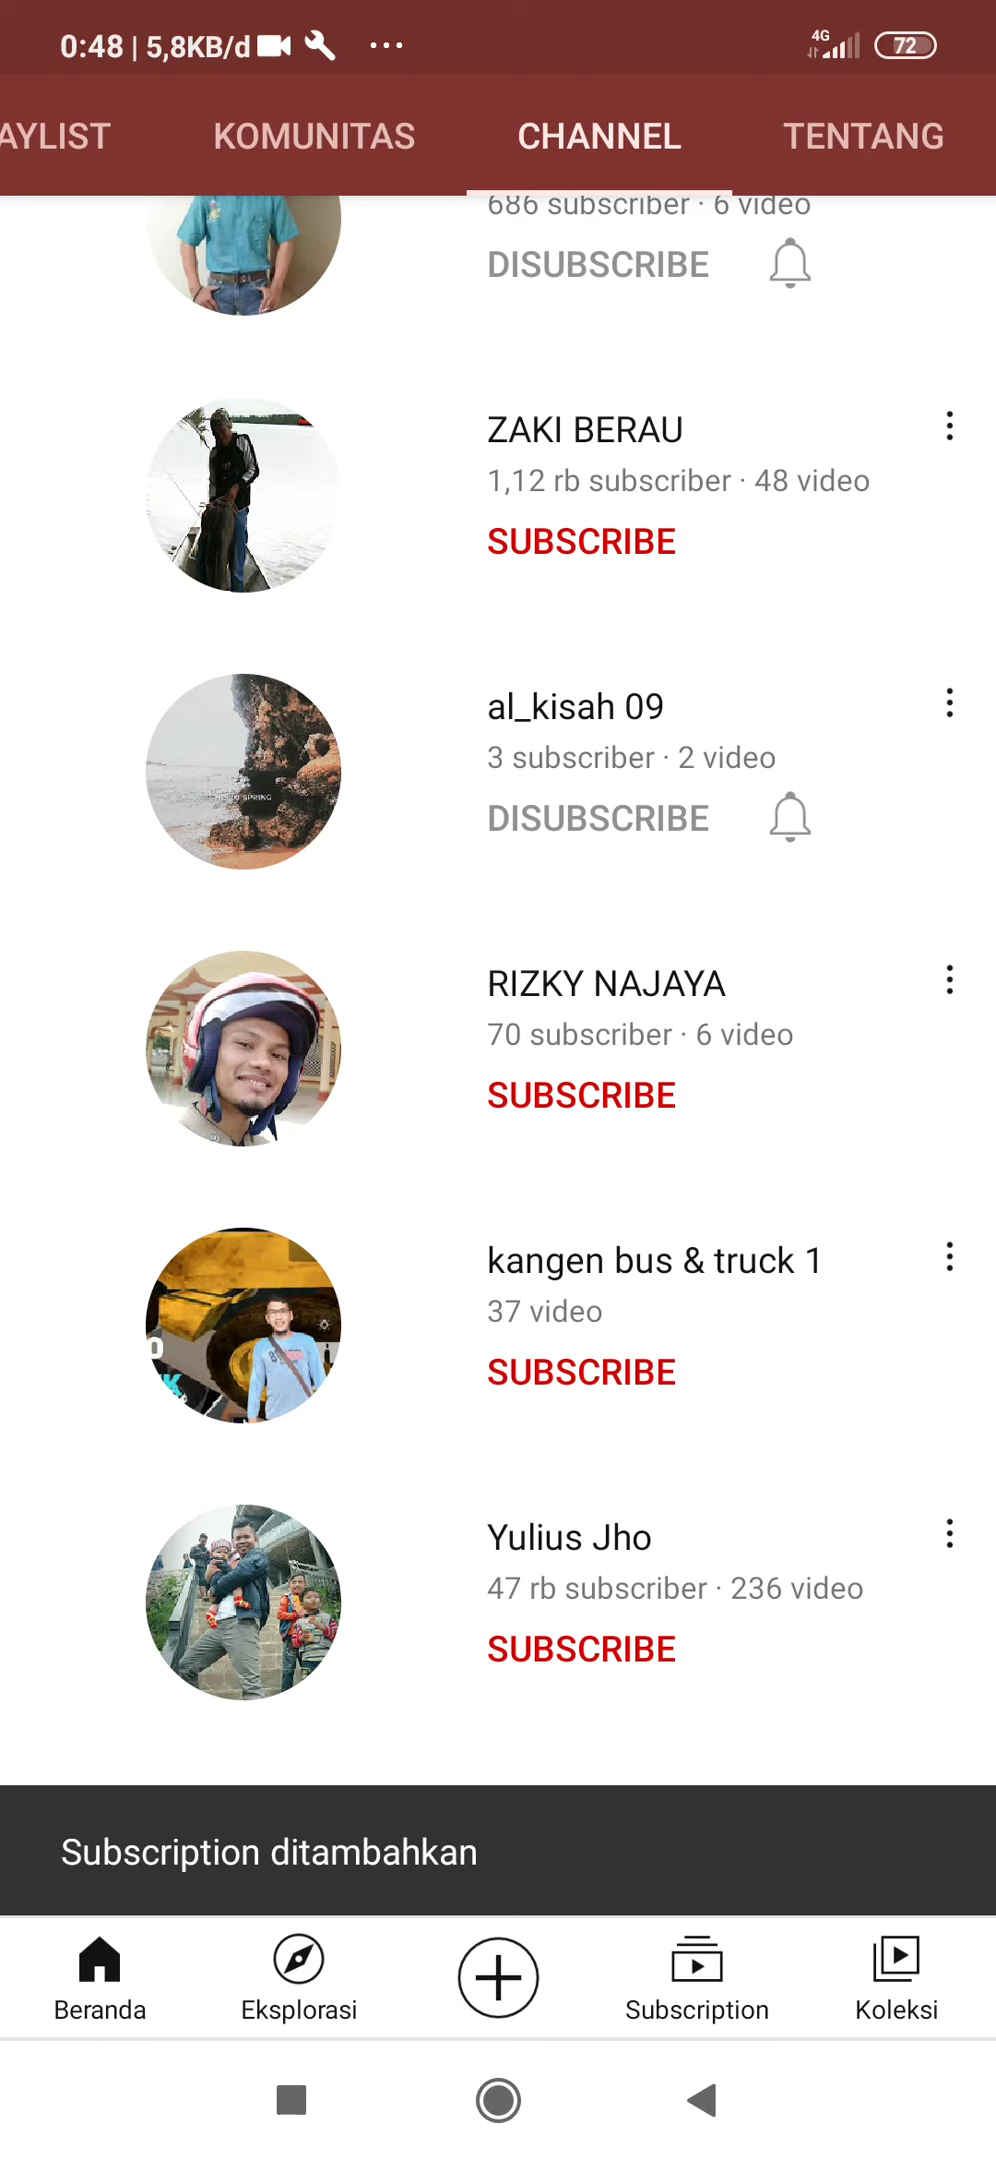 0:48 | 5,8KB/d
4G
72
AYLIST
KOMUNITAS
CHANNEL
TENTANG
686 subscriber · 6 video
DISUBSCRIBE
ZAKI BERAU
1,12 rb subscriber · 48 video
SUBSCRIBE
al_kisah 09
3 subscriber · 2 video
DISUBSCRIBE
SPRING
RIZKY NAJAYA
70 subscriber · 6 video
SUBSCRIBE
kangen bus & truck 1
37 video
SUBSCRIBE
Yulius Jho
47 rb subscriber · 236 video
SUBSCRIBE
Subscription ditambahkan
Beranda
Eksplorasi
Subscription
Koleksi